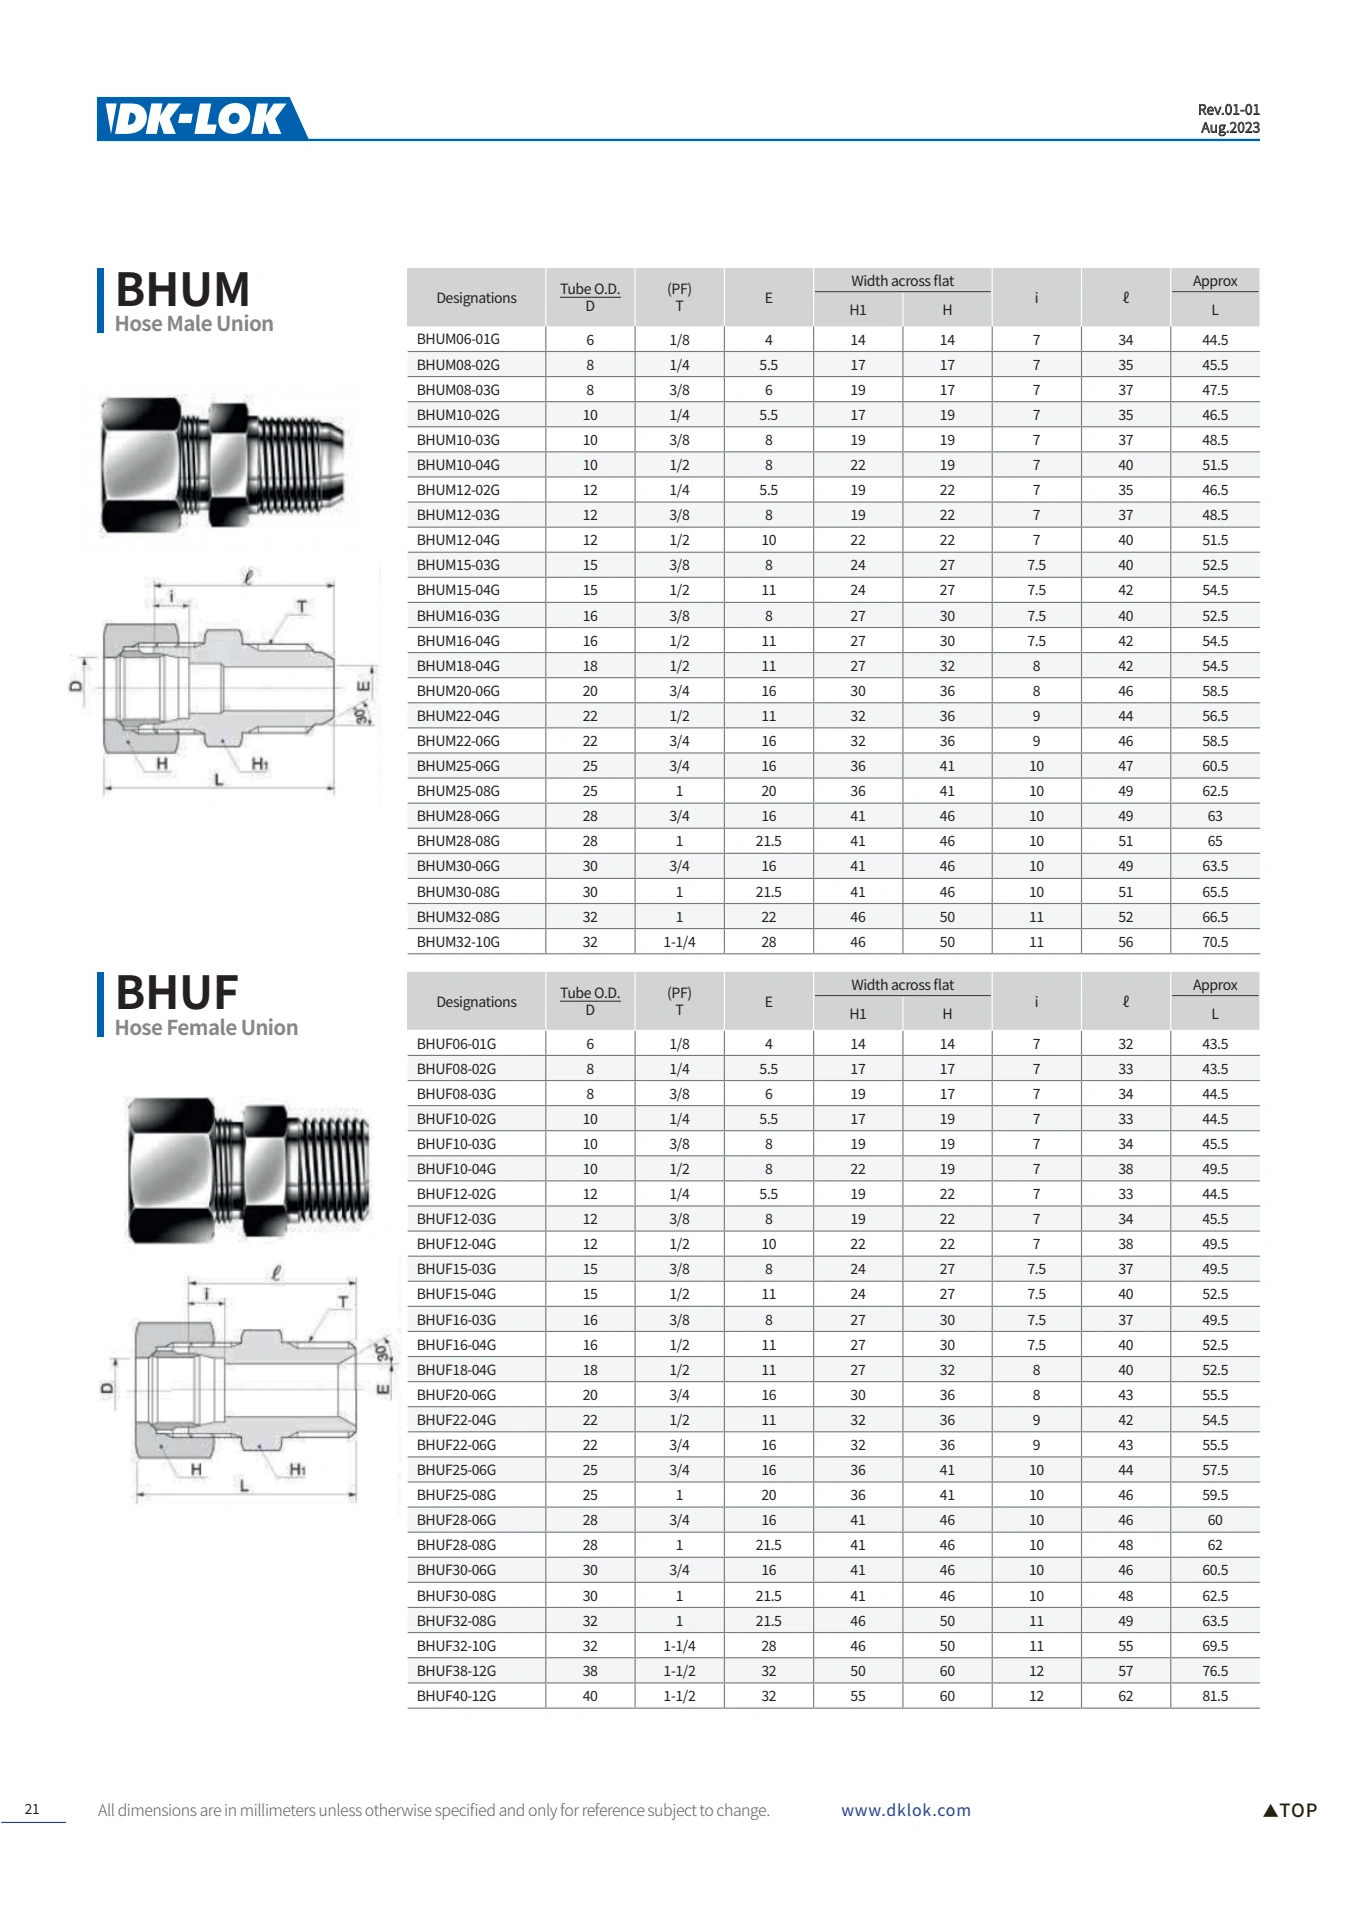 DK-LOK
Rev.01-01
Aug.2023
BHUM
Hose Male Union
Designations Tube O.D. D (PF) T E Width across flat H1 H i ℓ Approx L
BHUM06-01G 6 1/8 4 14 14 7 34 44.5
BHUM08-02G 8 1/4 5.5 17 17 7 35 45.5
BHUM08-03G 8 3/8 6 19 17 7 37 47.5
BHUM10-02G 10 1/4 5.5 17 19 7 35 46.5
BHUM10-03G 10 3/8 8 19 19 7 37 48.5
BHUM10-04G 10 1/2 8 22 19 7 40 51.5
BHUM12-02G 12 1/4 5.5 19 22 7 35 46.5
BHUM12-03G 12 3/8 8 19 22 7 37 48.5
BHUM12-04G 12 1/2 10 22 22 7 40 51.5
BHUM15-03G 15 3/8 8 24 27 7.5 40 52.5
BHUM15-04G 15 1/2 11 24 27 7.5 42 54.5
BHUM16-03G 16 3/8 8 27 30 7.5 40 52.5
BHUM16-04G 16 1/2 11 27 30 7.5 42 54.5
BHUM18-04G 18 1/2 11 27 32 8 42 54.5
BHUM20-06G 20 3/4 16 30 36 8 46 58.5
BHUM22-04G 22 1/2 11 32 36 9 44 56.5
BHUM22-06G 22 3/4 16 32 36 9 46 58.5
BHUM25-06G 25 3/4 16 36 41 10 47 60.5
BHUM25-08G 25 1 20 36 41 10 49 62.5
BHUM28-06G 28 3/4 16 41 46 10 49 63
BHUM28-08G 28 1 21.5 41 46 10 51 65
BHUM30-06G 30 3/4 16 41 46 10 49 63.5
BHUM30-08G 30 1 21.5 41 46 10 51 65.5
BHUM32-08G 32 1 22 46 50 11 52 66.5
BHUM32-10G 32 1-1/4 28 46 50 11 56 70.5
ℓ
i
T
D
E
30°
H
H1
L
BHUF
Hose Female Union
Designations Tube O.D. D (PF) T E Width across flat H1 H i ℓ Approx L
BHUF06-01G 6 1/8 4 14 14 7 32 43.5
BHUF08-02G 8 1/4 5.5 17 17 7 33 43.5
BHUF08-03G 8 3/8 6 19 17 7 34 44.5
BHUF10-02G 10 1/4 5.5 17 19 7 33 44.5
BHUF10-03G 10 3/8 8 19 19 7 34 45.5
BHUF10-04G 10 1/2 8 22 19 7 38 49.5
BHUF12-02G 12 1/4 5.5 19 22 7 33 44.5
BHUF12-03G 12 3/8 8 19 22 7 34 45.5
BHUF12-04G 12 1/2 10 22 22 7 38 49.5
BHUF15-03G 15 3/8 8 24 27 7.5 37 49.5
BHUF15-04G 15 1/2 11 24 27 7.5 40 52.5
BHUF16-03G 16 3/8 8 27 30 7.5 37 49.5
BHUF16-04G 16 1/2 11 27 30 7.5 40 52.5
BHUF18-04G 18 1/2 11 27 32 8 40 52.5
BHUF20-06G 20 3/4 16 30 36 8 43 55.5
BHUF22-04G 22 1/2 11 32 36 9 42 54.5
BHUF22-06G 22 3/4 16 32 36 9 43 55.5
BHUF25-06G 25 3/4 16 36 41 10 44 57.5
BHUF25-08G 25 1 20 36 41 10 46 59.5
BHUF28-06G 28 3/4 16 41 46 10 46 60
BHUF28-08G 28 1 21.5 41 46 10 48 62
BHUF30-06G 30 3/4 16 41 46 10 46 60.5
BHUF30-08G 30 1 21.5 41 46 10 48 62.5
BHUF32-08G 32 1 21.5 46 50 11 49 63.5
BHUF32-10G 32 1-1/4 28 46 50 11 55 69.5
BHUF38-12G 38 1-1/2 32 50 60 12 57 76.5
BHUF40-12G 40 1-1/2 32 55 60 12 62 81.5
ℓ
i
T
30°
D
E
H
H1
L
21
All dimensions are in millimeters unless otherwise specified and only for reference subject to change.
www.dklok.com
▲TOP